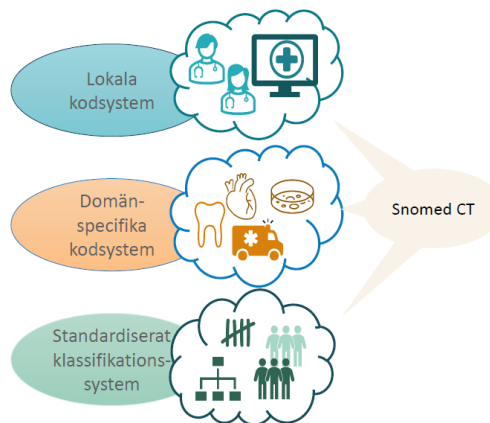 Lokala
kodsystem
Domän-
specifika
kodsystem
Snomed CT
Standardiserat
klassifikations-
system